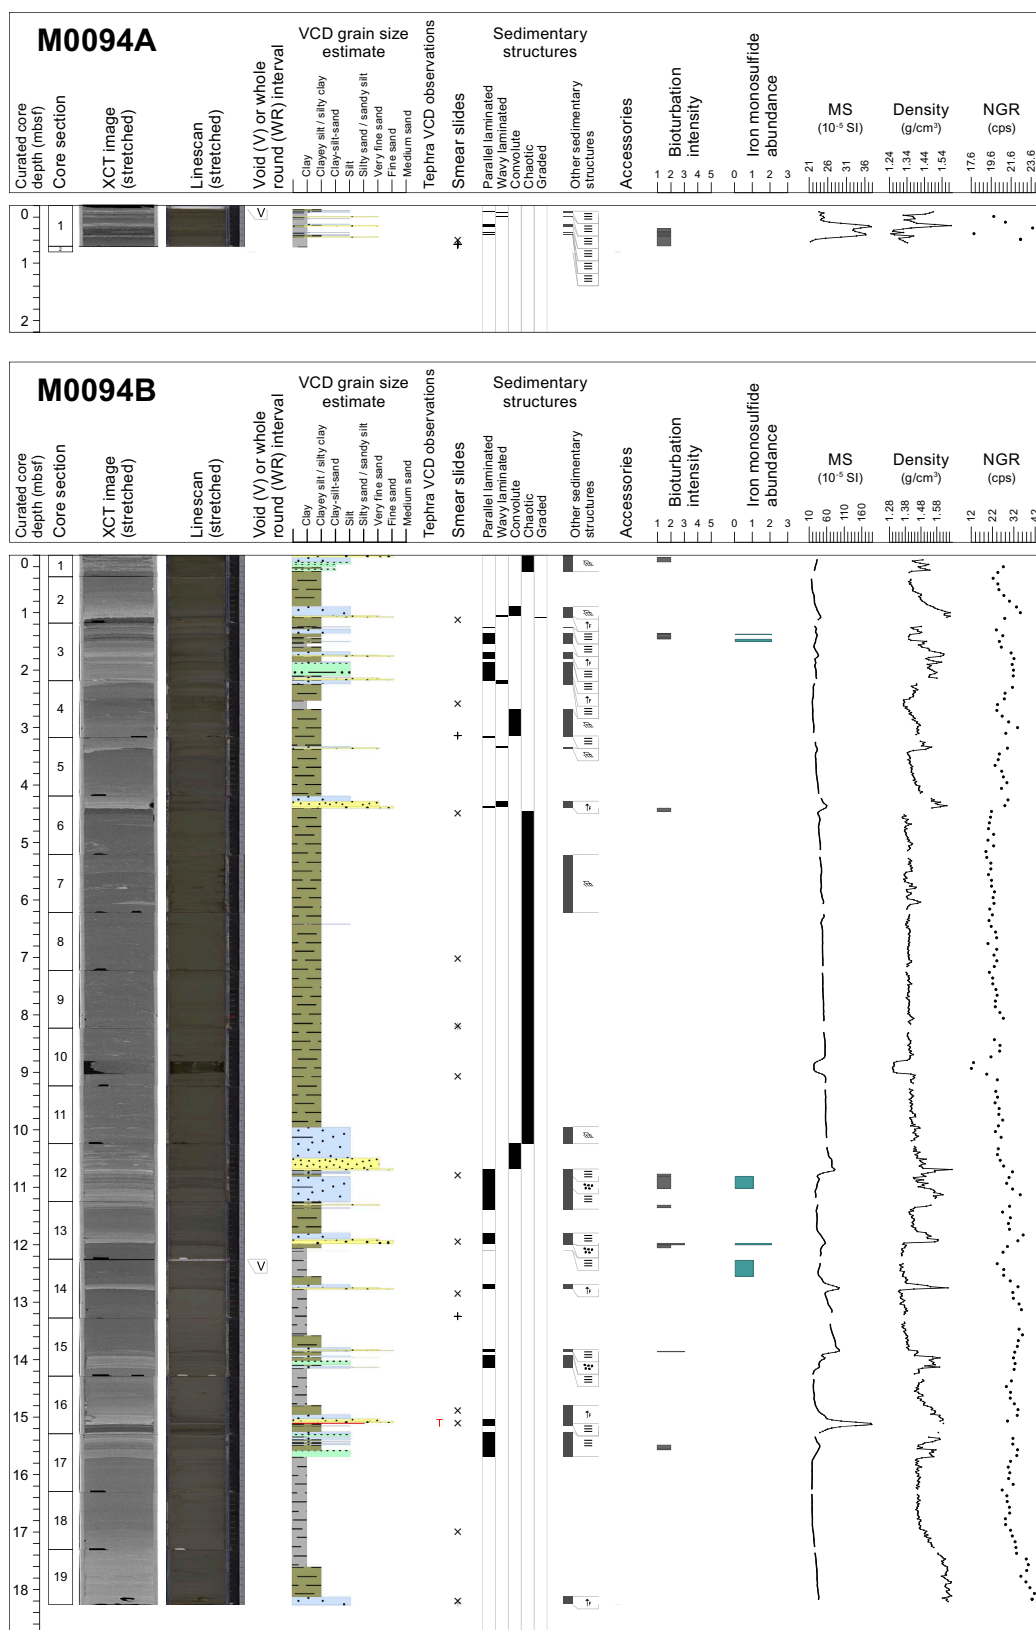 M0094A
Curated core depth (mbsf)
Core section
XCT image (stretched)
Linescan (stretched)
Void (V) or whole round (WR) interval
VCD grain size estimate
Clay
Clayey silt / silty clay
Clay-silt-sand
Silt
Silty sand / sandy silt
Very fine sand
Fine sand
Medium sand
Tephra VCD observations
Smear slides
Sedimentary structures
Parallel laminated
Wavy laminated
Convolute
Chaotic
Graded
Other sedimentary structures
Accessories
Bioturbation intensity
1 2 3 4 5
Iron monosulfide abundance
0 1 2 3
MS (10⁻⁵ SI)
21 26 31 36
Density (g/cm³)
1.24 1.34 1.44 1.54
NGR (cps)
17.6 19.6 21.6 23.6
0
1
2
1
V
M0094B
Curated core depth (mbsf)
Core section
XCT image (stretched)
Linescan (stretched)
Void (V) or whole round (WR) interval
VCD grain size estimate
Clay
Clayey silt / silty clay
Clay-silt-sand
Silt
Silty sand / sandy silt
Very fine sand
Fine sand
Medium sand
Tephra VCD observations
Smear slides
Sedimentary structures
Parallel laminated
Wavy laminated
Convolute
Chaotic
Graded
Other sedimentary structures
Accessories
Bioturbation intensity
1 2 3 4 5
Iron monosulfide abundance
0 1 2 3
MS (10⁻⁵ SI)
10 60 110 160
Density (g/cm³)
1.28 1.38 1.48 1.58
NGR (cps)
12 22 32 42
0
1
2
3
4
5
6
7
8
9
10
11
12
13
14
15
16
17
18
1
2
3
4
5
6
7
8
9
10
11
12
13
14
15
16
17
18
19
V
T